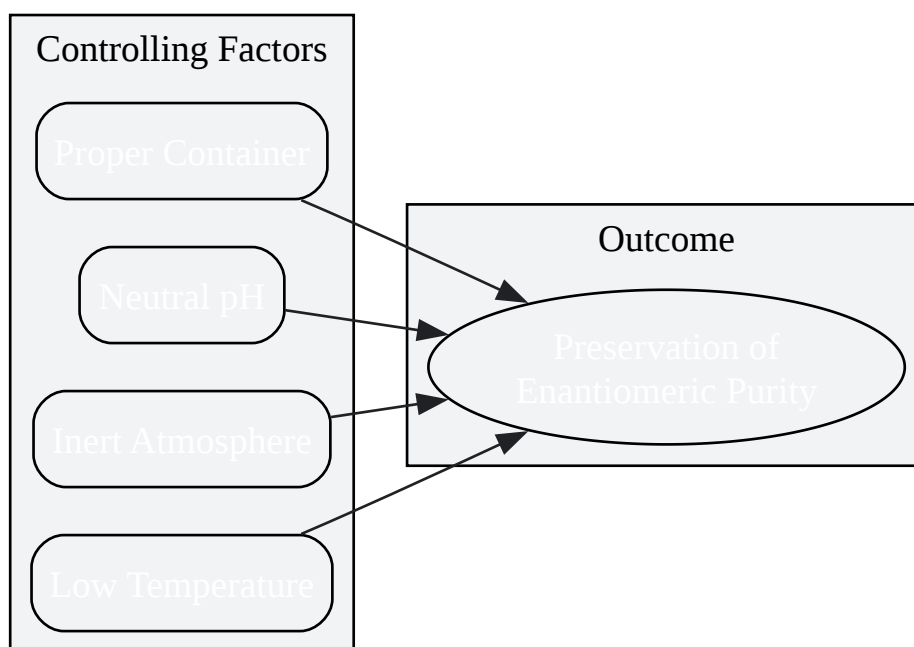 Controlling Factors
Proper Container
Neutral pH
Inert Atmosphere
Low Temperature
Outcome
Preservation of
Enantiomeric Purity